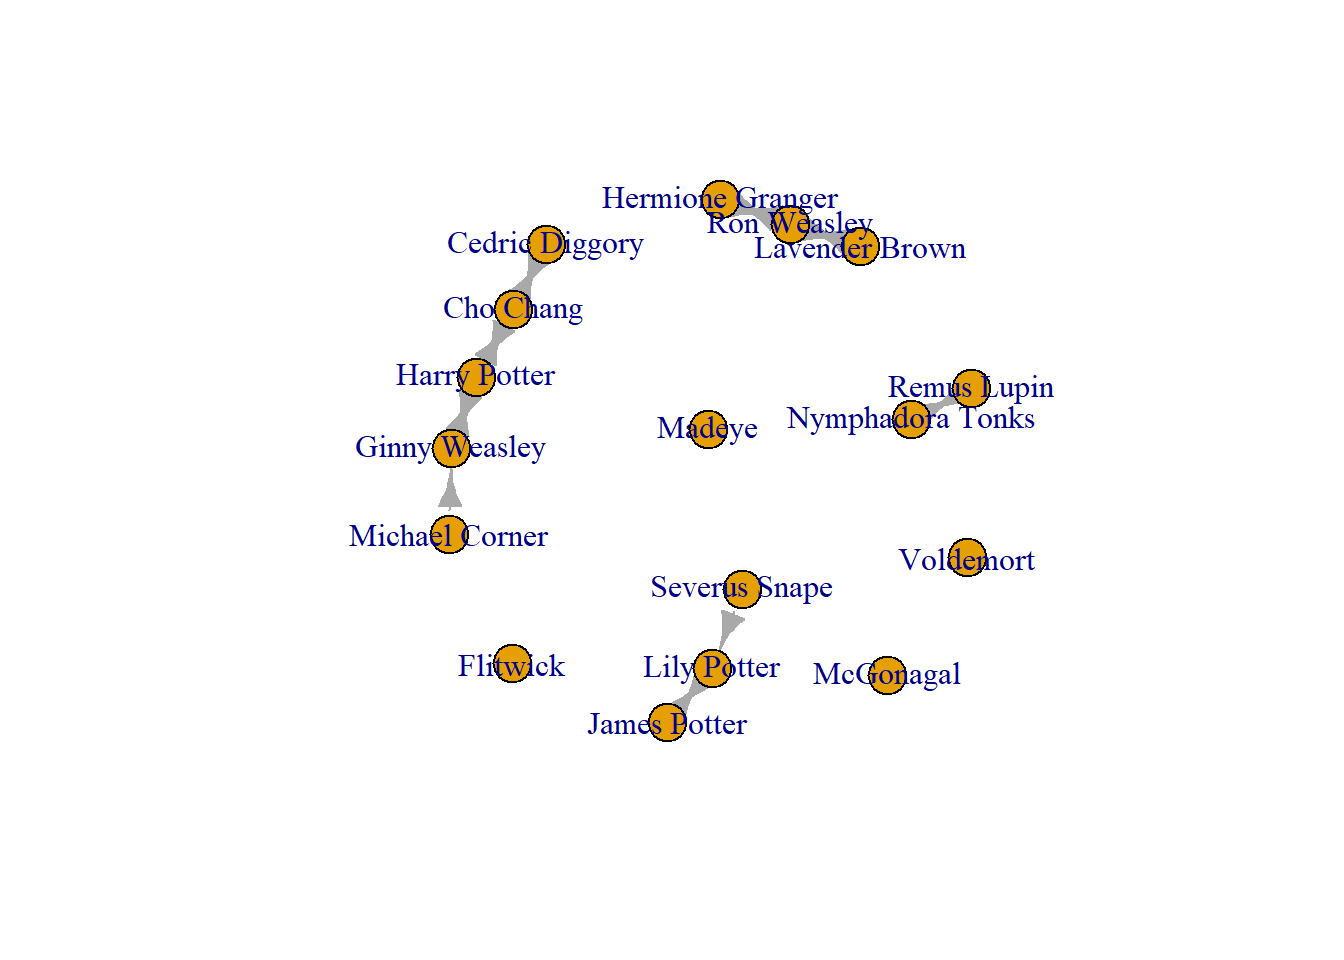 Hermione Granger
Ron Weasley
Lavender Brown
Cedric Diggory
Cho Chang
Harry Potter
Remus Lupin
Nymphadora Tonks
Madeye
Ginny Weasley
Michael Corner
Voldemort
Severus Snape
Flitwick
Lily Potter
McGonagal
James Potter